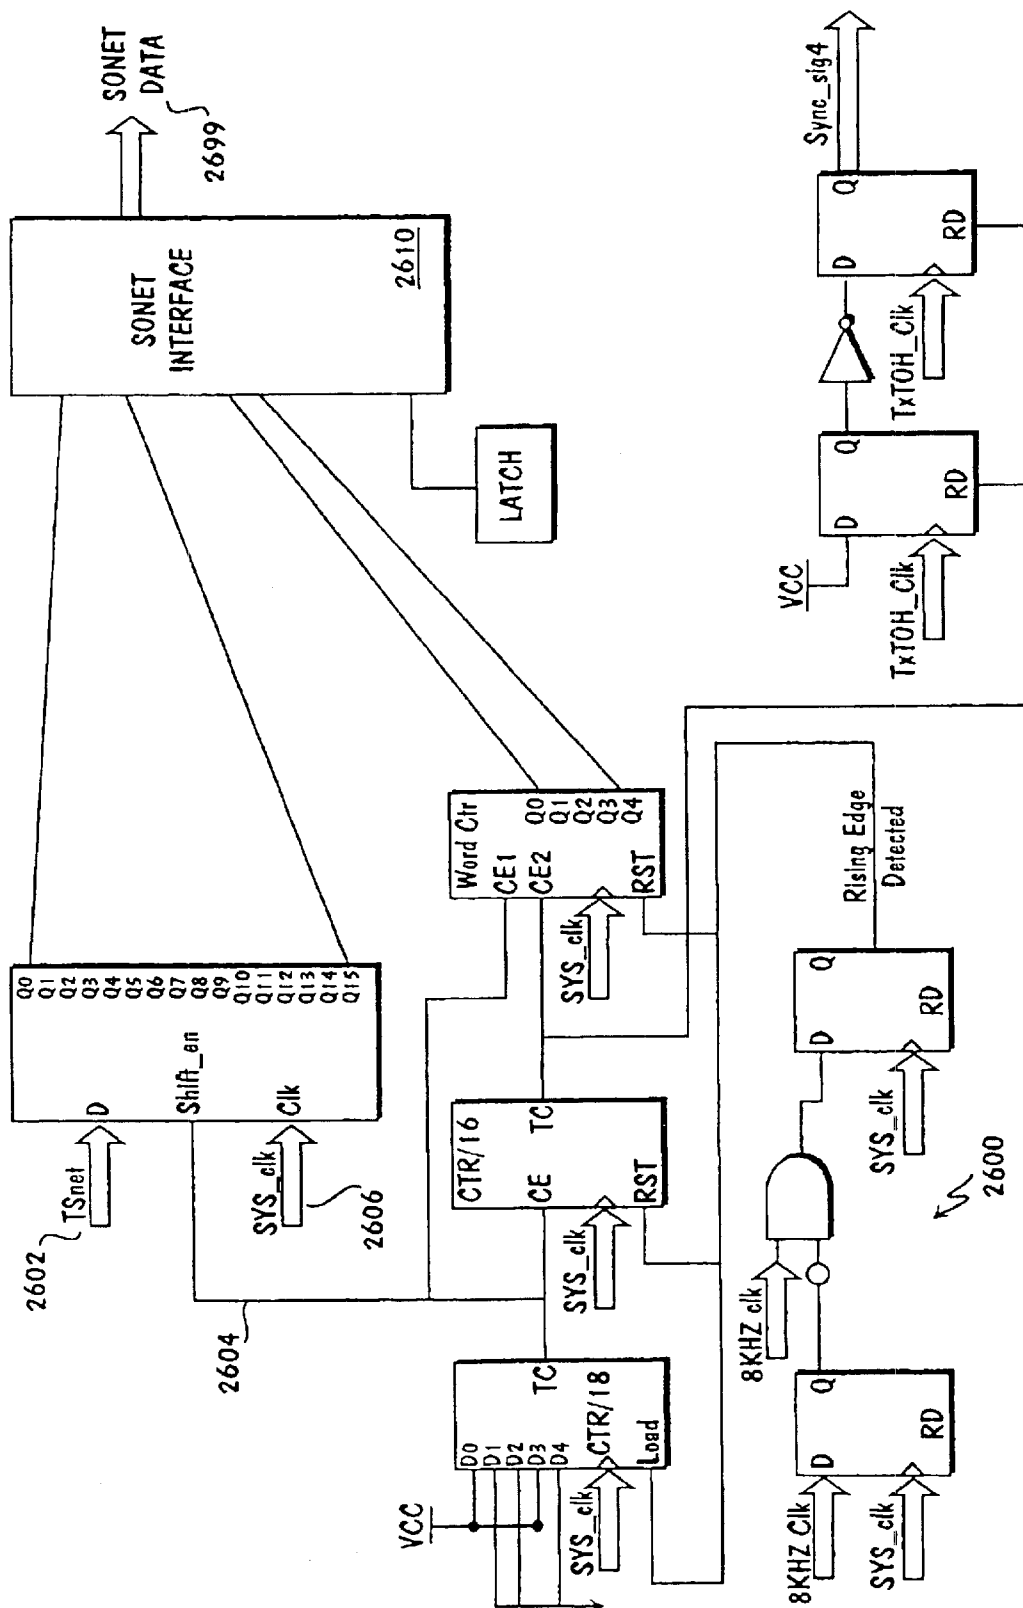 2602
TSnet
SYS_clk
2606
2604
D
Shift_en
Clk
Q0
Q1
Q2
Q3
Q4
Q5
Q6
Q7
Q8
Q9
Q10
Q11
Q12
Q13
Q14
Q15
SONET
INTERFACE
2610
SONET
DATA
2699
LATCH
VCC
D0
D1
D2
D3
D4
TC
CTR/18
Load
SYS_clk
CTR/16
CE
TC
RST
SYS_clk
Word Ctr
CE1
CE2
Q0
Q1
Q2
Q3
Q4
RST
SYS_clk
8KHZ Clk
SYS_clk
D
Q
RD
8KHZ clk
SYS_clk
D
Q
RD
Rising Edge
Detected
2600
VCC
TxTOH_Clk
D
Q
RD
TxTOH_Clk
D
Q
RD
Sync_sig4